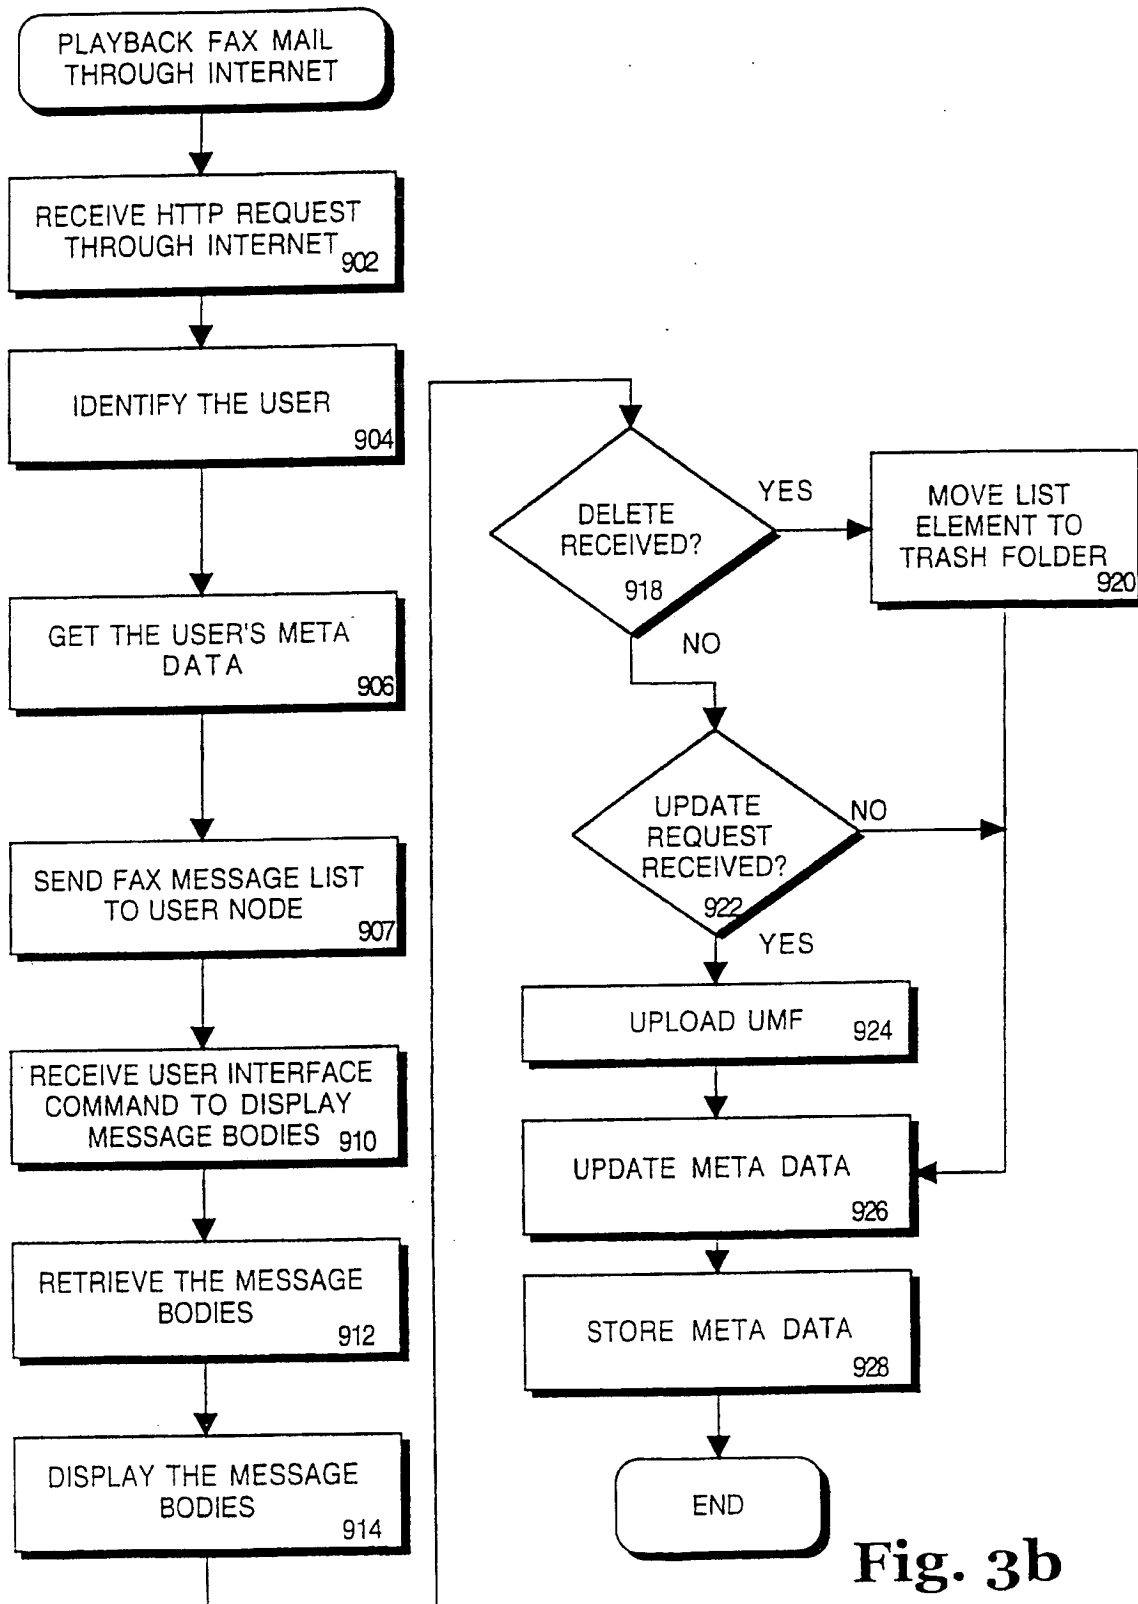 PLAYBACK FAX MAIL
THROUGH INTERNET
RECEIVE HTTP REQUEST
THROUGH INTERNET
902
IDENTIFY THE USER
904
GET THE USER'S META
DATA
906
SEND FAX MESSAGE LIST
TO USER NODE
907
RECEIVE USER INTERFACE
COMMAND TO DISPLAY
MESSAGE BODIES 910
RETRIEVE THE MESSAGE
BODIES
912
DISPLAY THE MESSAGE
BODIES
914
DELETE
RECEIVED?
918
YES
NO
MOVE LIST
ELEMENT TO
TRASH FOLDER
920
UPDATE
REQUEST
RECEIVED?
922
NO
YES
UPLOAD UMF 924
UPDATE META DATA
926
STORE META DATA
928
END
Fig. 3b